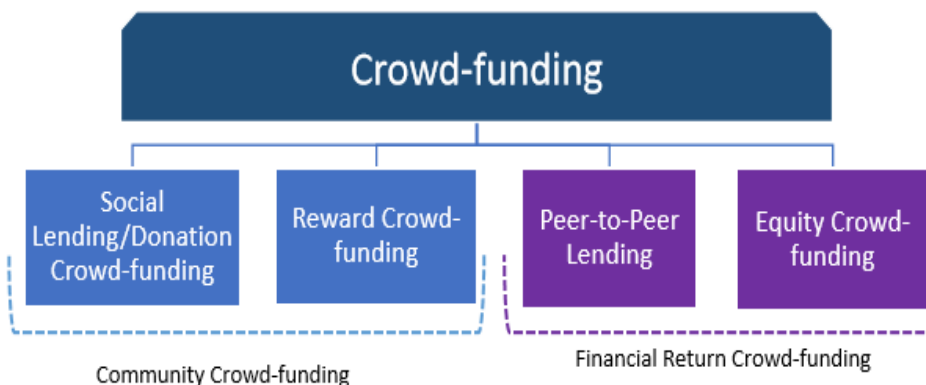 Crowd-funding
Social
Lending/Donation
Crowd-funding
Reward Crowd-
funding
Peer-to-Peer
Lending
Equity Crowd-
funding
Community Crowd-funding
Financial Return Crowd-funding